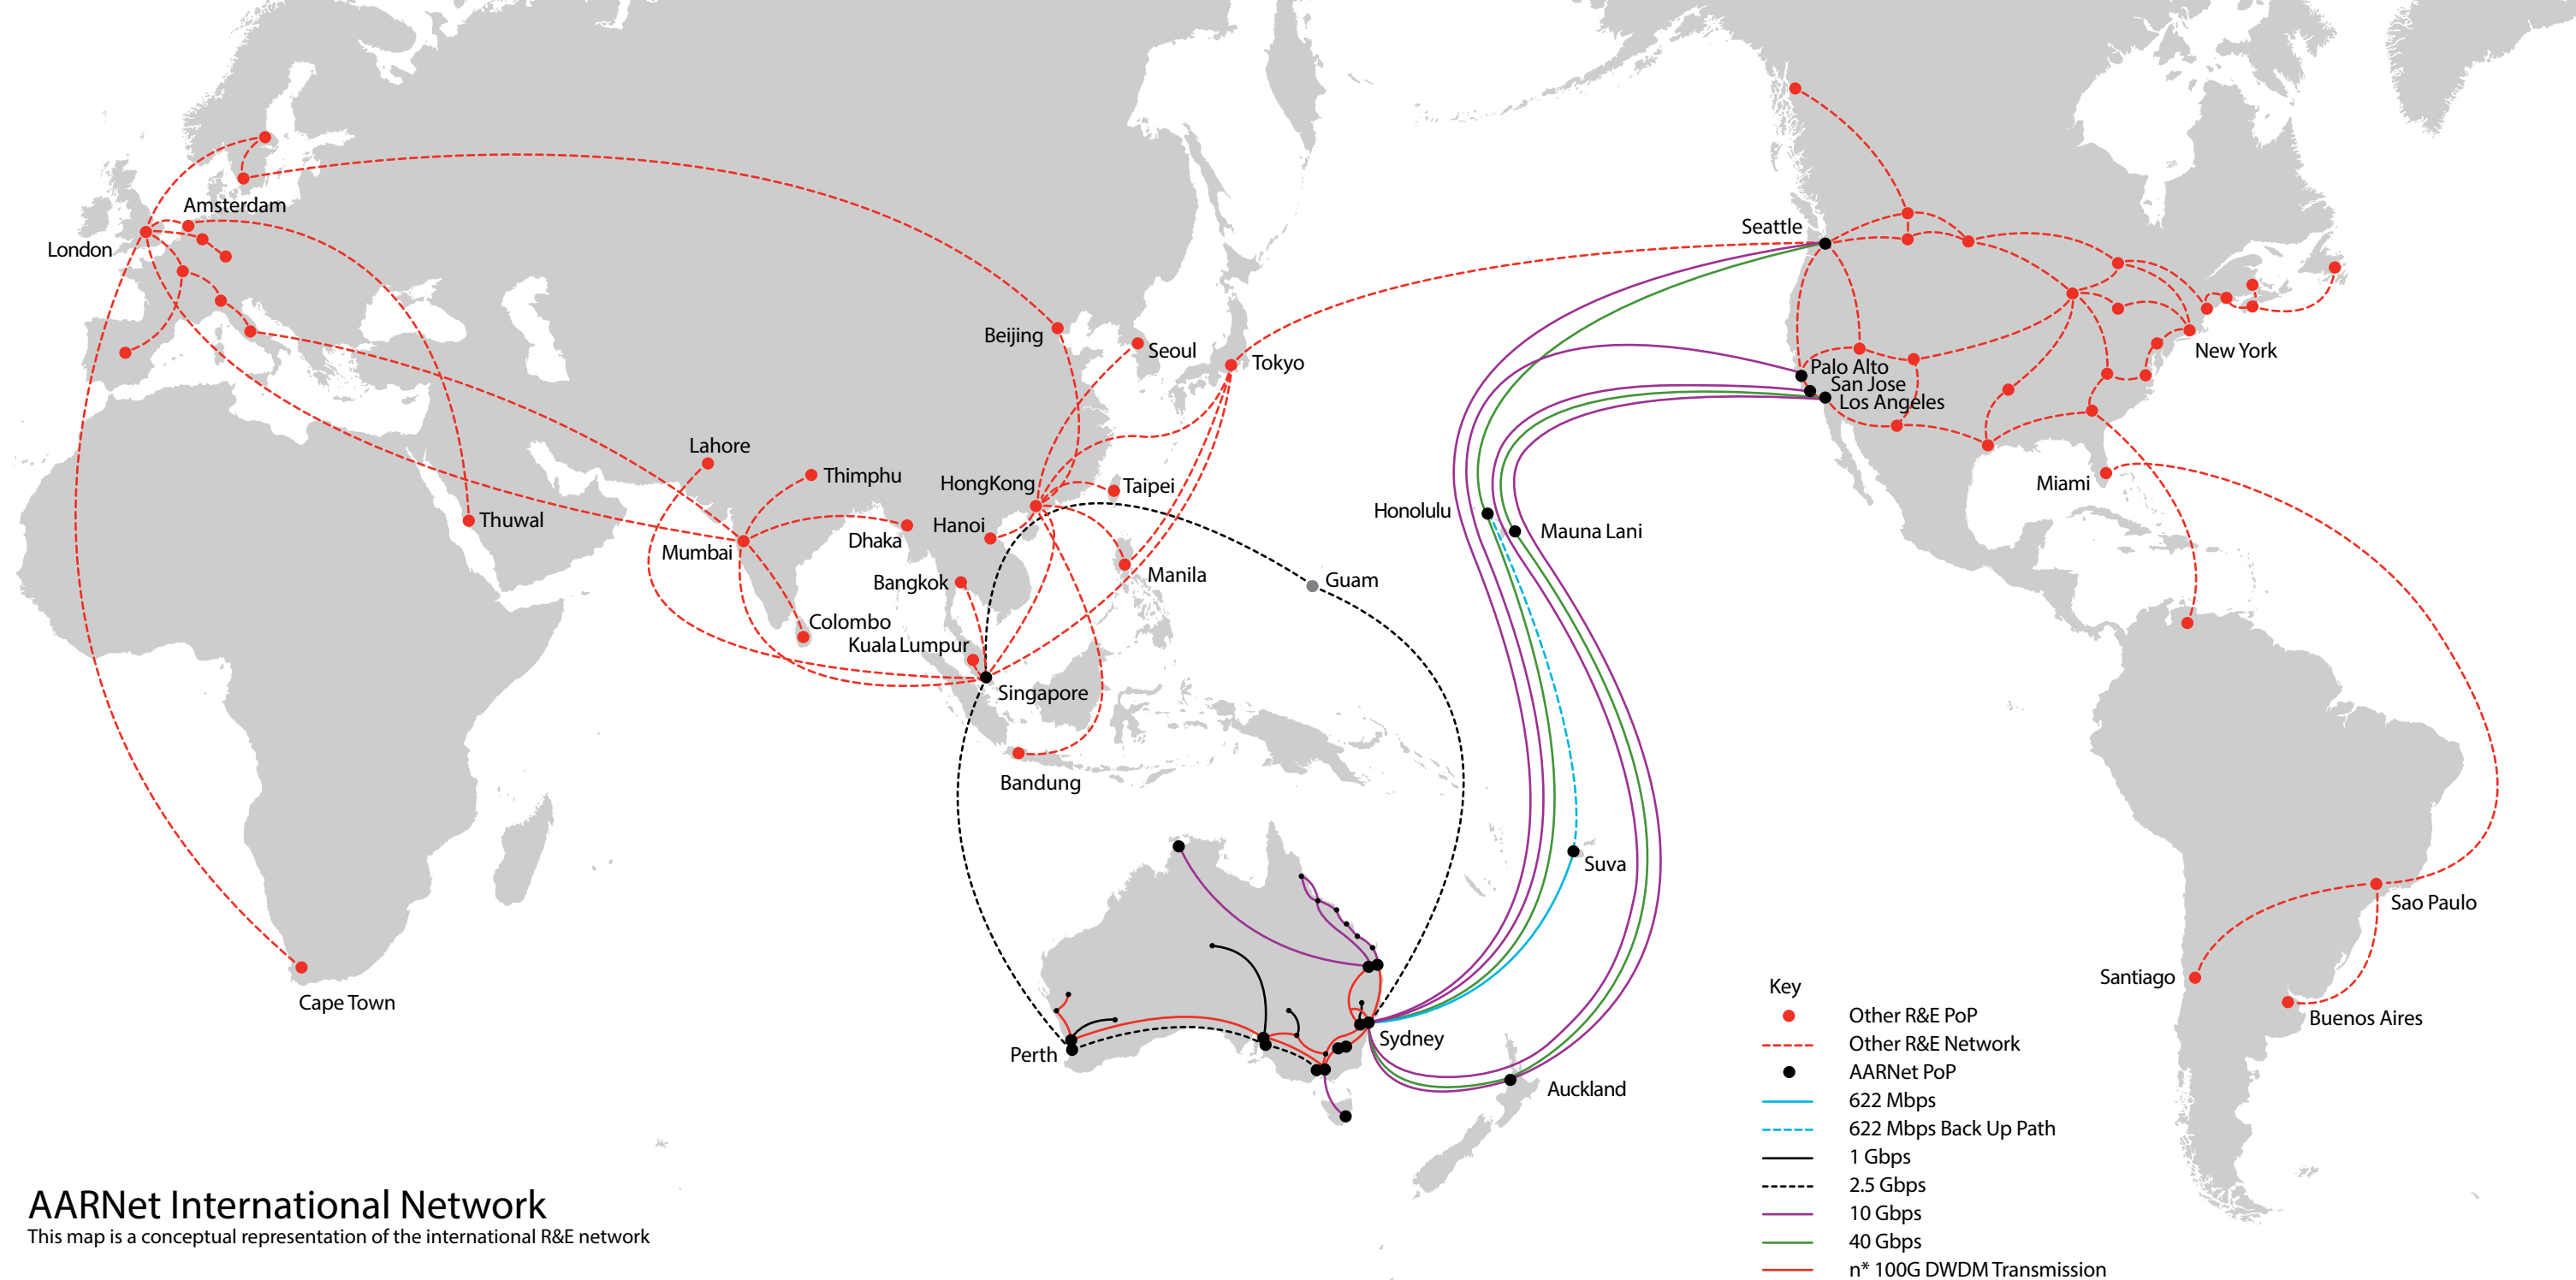 Amsterdam
London
Seattle
Beijing
Seoul
Tokyo
Palo Alto
San Jose
Los Angeles
New York
Lahore
Thimphu
HongKong
Taipei
Miami
Thuwal
Hanoi
Honolulu
Mauna Lani
Mumbai
Dhaka
Bangkok
Manila
Guam
Colombo
Kuala Lumpur
Singapore
Bandung
Suva
Sao Paulo
Cape Town
Santiago
Buenos Aires
Perth
Sydney
Auckland
Key
Other R&E PoP
Other R&E Network
AARNet PoP
622 Mbps
622 Mbps Back Up Path
1 Gbps
2.5 Gbps
10 Gbps
40 Gbps
n* 100G DWDM Transmission
AARNet International Network
This map is a conceptual representation of the international R&E network